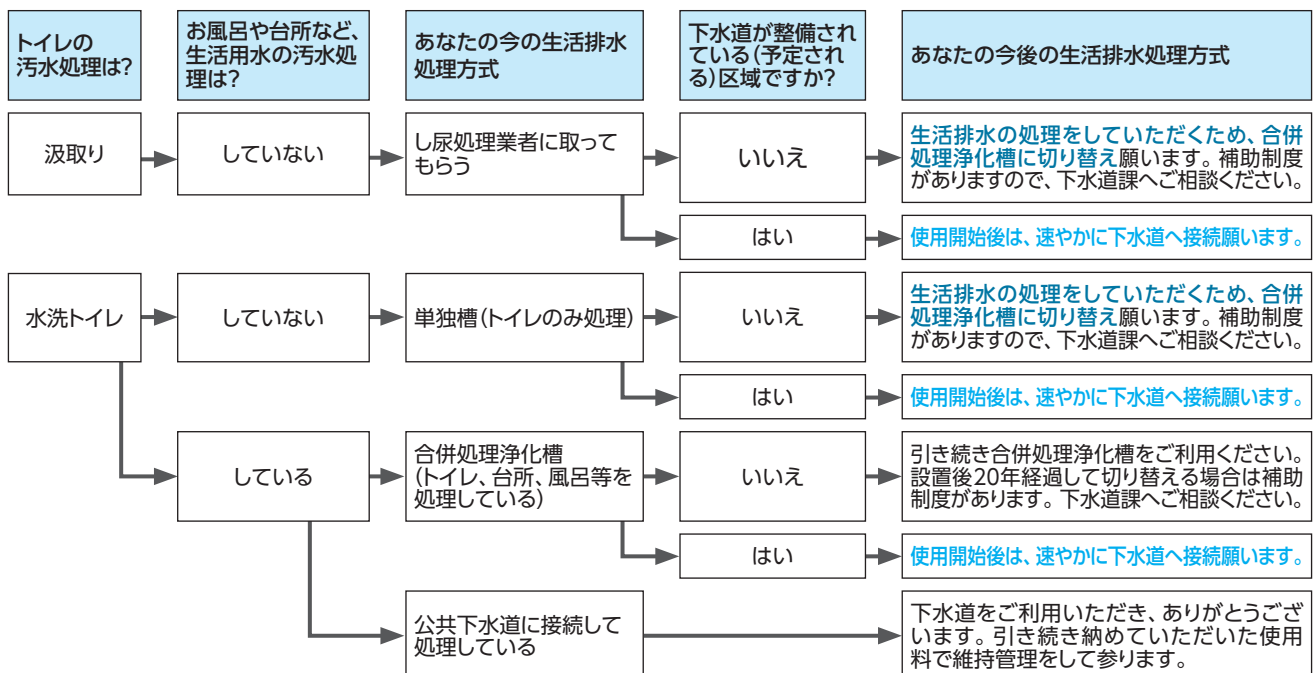 トイレの
汚水処理は?
お風呂や台所など、
生活用水の汚水処
理は?
あなたの今の生活排水
処理方式
下水道が整備され
ている(予定され
る)区域ですか?
あなたの今後の生活排水処理方式
汲取り
していない
し尿処理業者に取って
もらう
いいえ
生活排水の処理をしていただくため、合併
処理浄化槽に切り替え願います。補助制度
がありますので、下水道課へご相談ください。
はい
使用開始後は、速やかに下水道へ接続願います。
水洗トイレ
していない
単独槽(トイレのみ処理)
いいえ
生活排水の処理をしていただくため、合併
処理浄化槽に切り替え願います。補助制度
がありますので、下水道課へご相談ください。
はい
使用開始後は、速やかに下水道へ接続願います。
している
合併処理浄化槽
(トイレ、台所、風呂等を
処理している)
いいえ
引き続き合併処理浄化槽をご利用ください。
設置後20年経過して切り替える場合は補助
制度があります。下水道課へご相談ください。
はい
使用開始後は、速やかに下水道へ接続願います。
公共下水道に接続して
処理している
下水道をご利用いただき、ありがとうござ
います。引き続き納めていただいた使用
料で維持管理をして参ります。